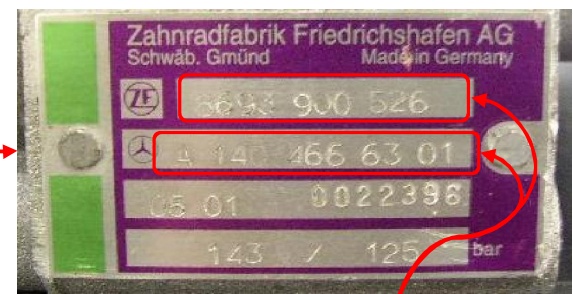 Zahnradfabrik Friedrichshafen AG
Schwäb. Gmünd Made in Germany
ZF 8693 900 526
A 140 466 63 01
05 01 0022396
143 / 125 bar